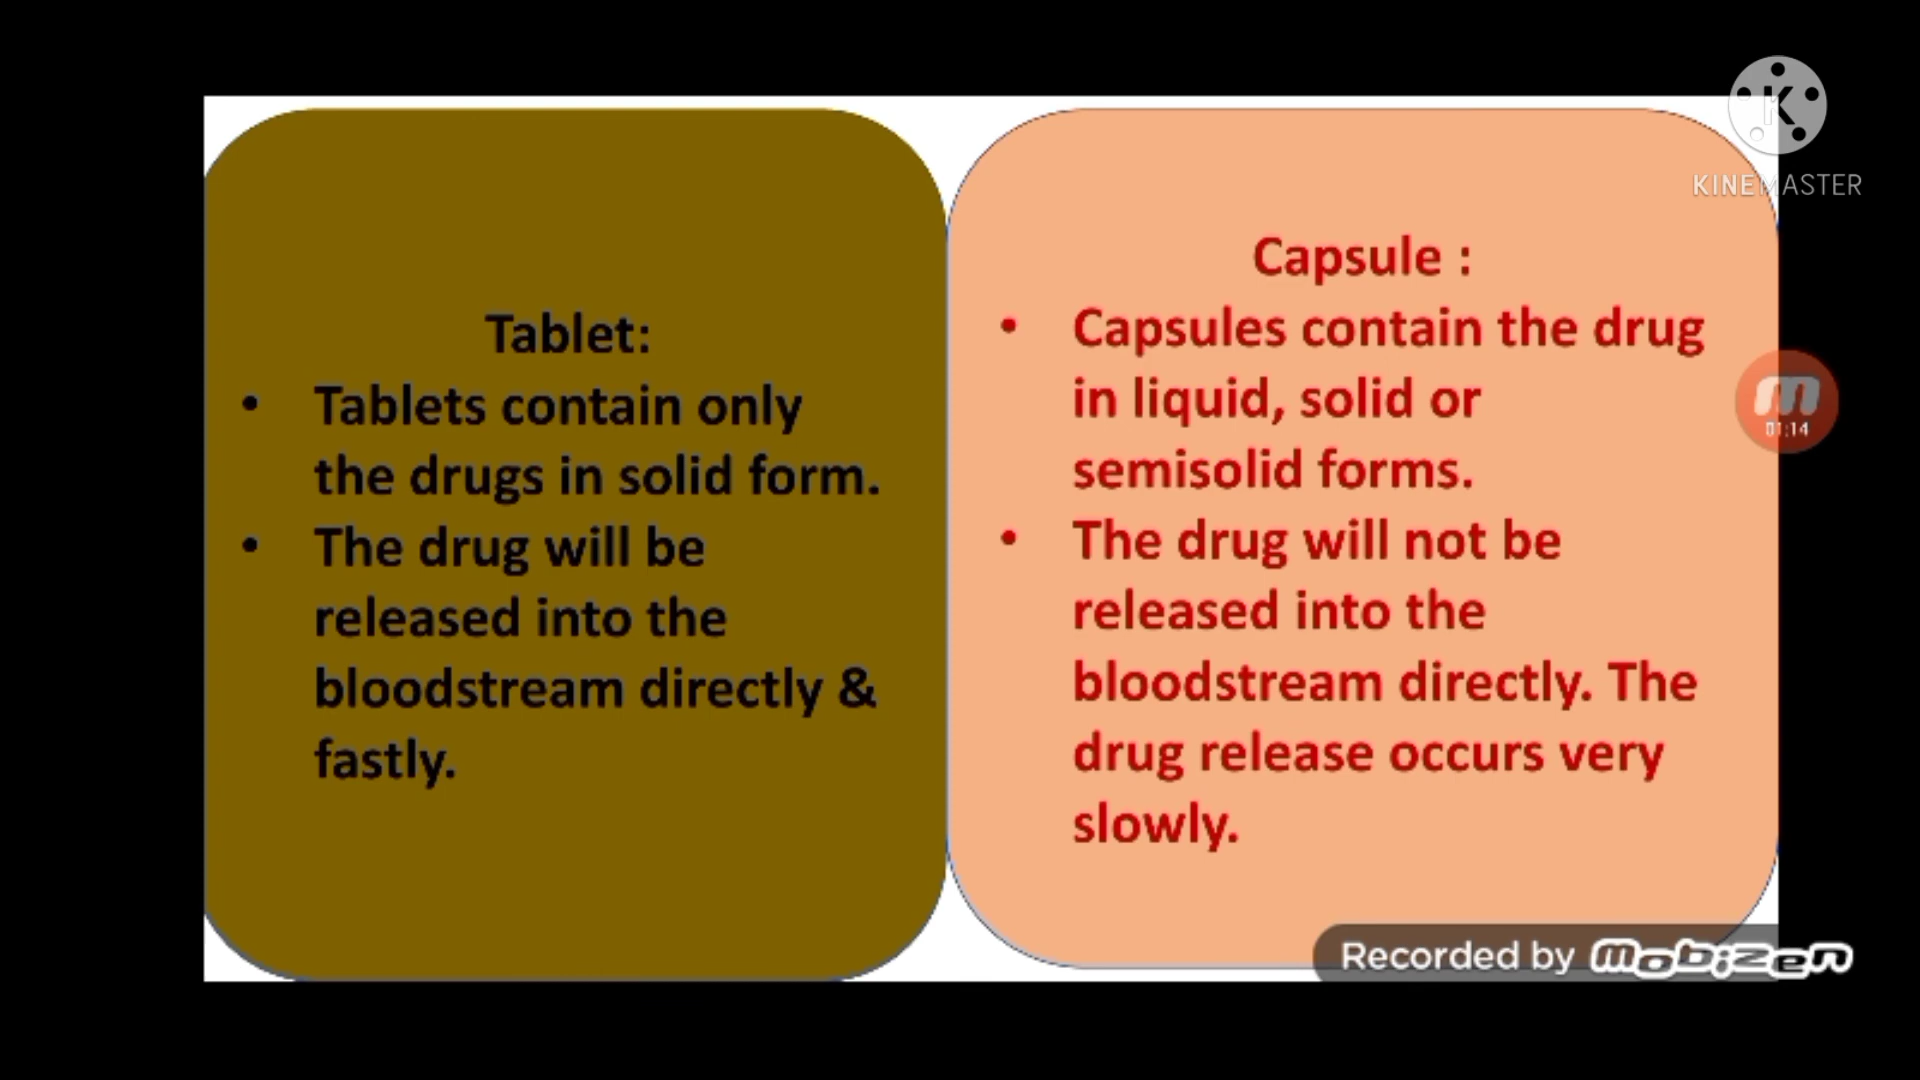 Tablet:
• Tablets contain only
the drugs in solid form.
• The drug will be
released into the
bloodstream directly &
fastly.
Capsule :
• Capsules contain the drug
in liquid, solid or
semisolid forms.
• The drug will not be
released into the
bloodstream directly. The
drug release occurs very
slowly.
K
KINEMASTER
m
01:14
Recorded by mobizen